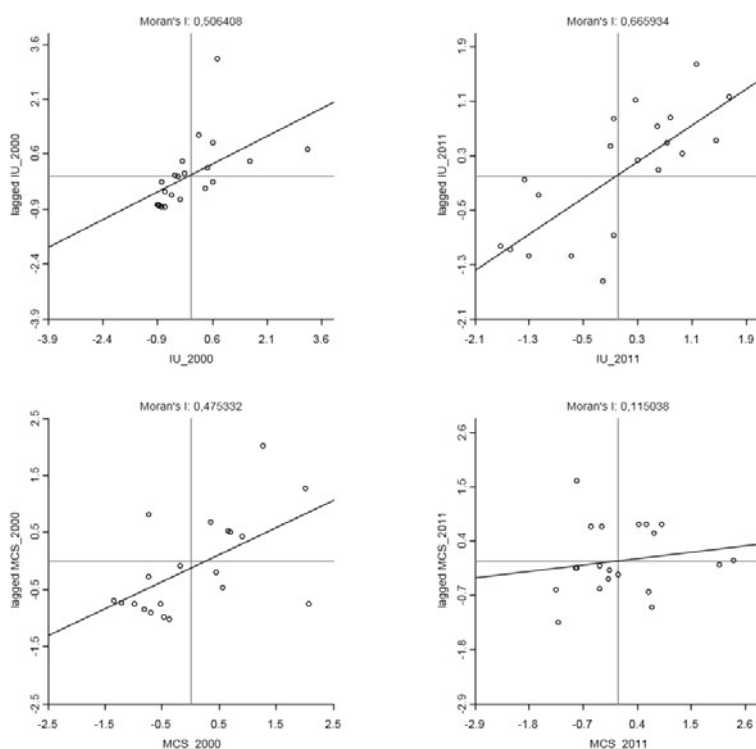 Moran's I: 0,506408
3.6
2.1
0.6
-0.9
-2.4
-3.9
lagged IU_2000
-3.9 -2.4 -0.9 0.6 2.1 3.6
IU_2000
Moran's I: 0,665934
1.9
1.1
0.3
-0.5
-1.3
-2.1
lagged IU_2011
-2.1 -1.3 -0.5 0.3 1.1 1.9
IU_2011
Moran's I: 0,475332
2.5
1.5
0.5
-0.5
-1.5
-2.5
lagged MCS_2000
-2.5 -1.5 -0.5 0.5 1.5 2.5
MCS_2000
Moran's I: 0,115038
2.6
1.5
0.4
-0.7
-1.8
-2.9
lagged MCS_2011
-2.9 -1.8 -0.7 0.4 1.5 2.6
MCS_2011